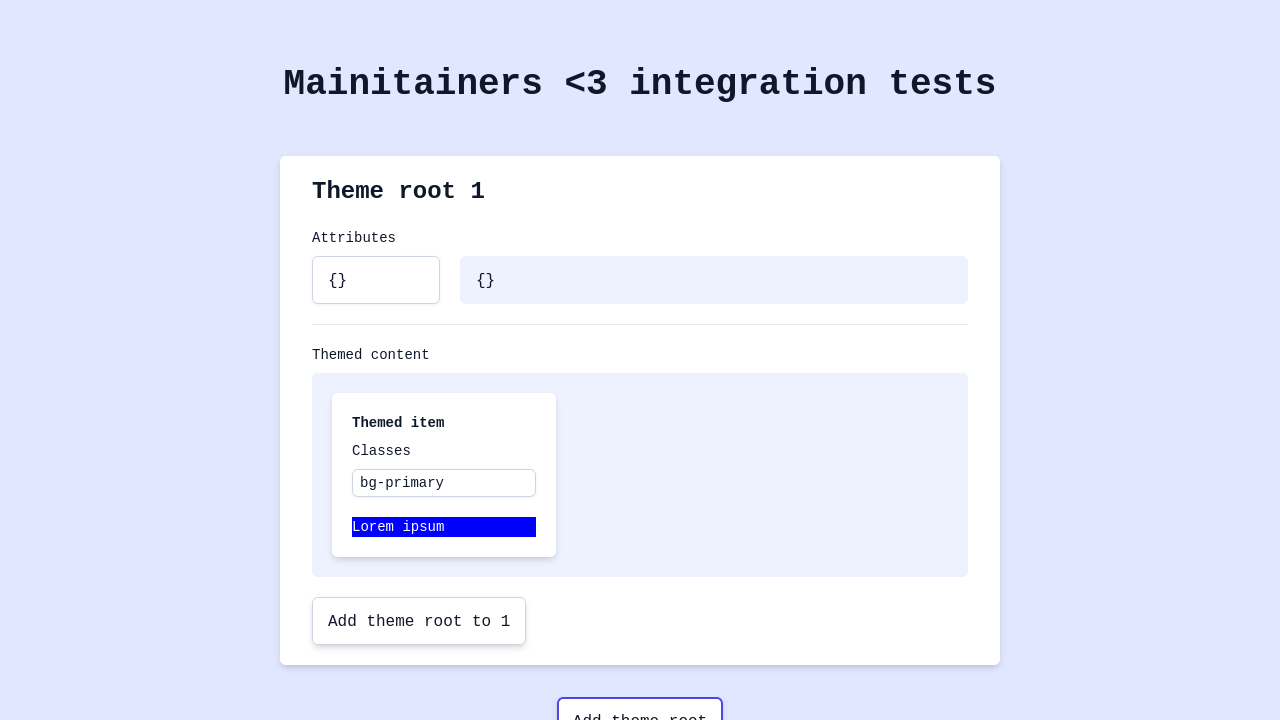 Mainitainers <3 integration tests
Theme root 1
Attributes
{}
{}
Themed content
Themed item
Classes
bg-primary
Lorem ipsum
Add theme root to 1
Add theme root